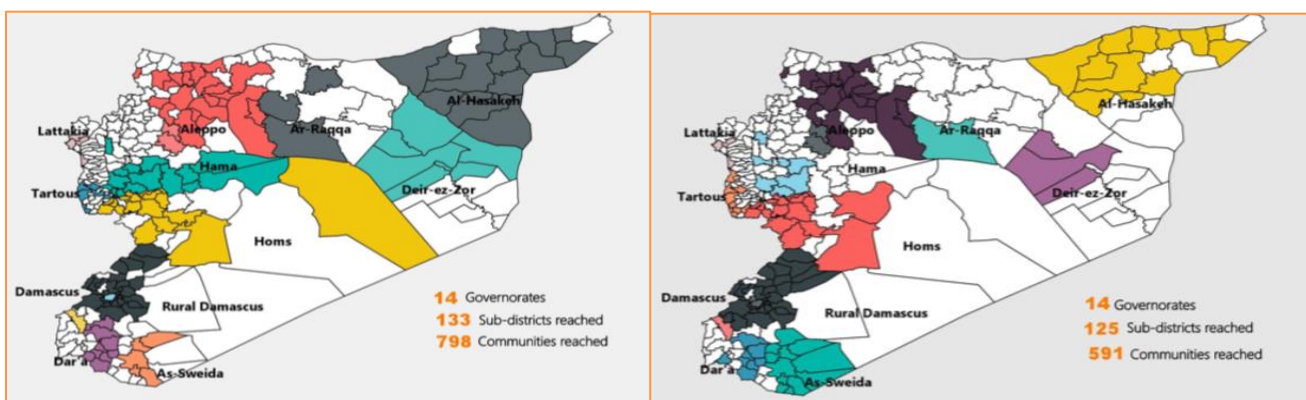 Al-Hasakeh
Lattakia
Aleppo
Ar-Raqqa
Hama
Tartous
Deir-ez-Zor
Homs
Damascus
Rural Damascus
Dar'a
As-Sweida
14 Governorates
133 Sub-districts reached
798 Communities reached
Al-Hasakeh
Lattakia
Aleppo
Ar-Raqqa
Hama
Tartous
Deir-ez-Zor
Homs
Damascus
Rural Damascus
Dar'a
As-Sweida
14 Governorates
125 Sub-districts reached
591 Communities reached